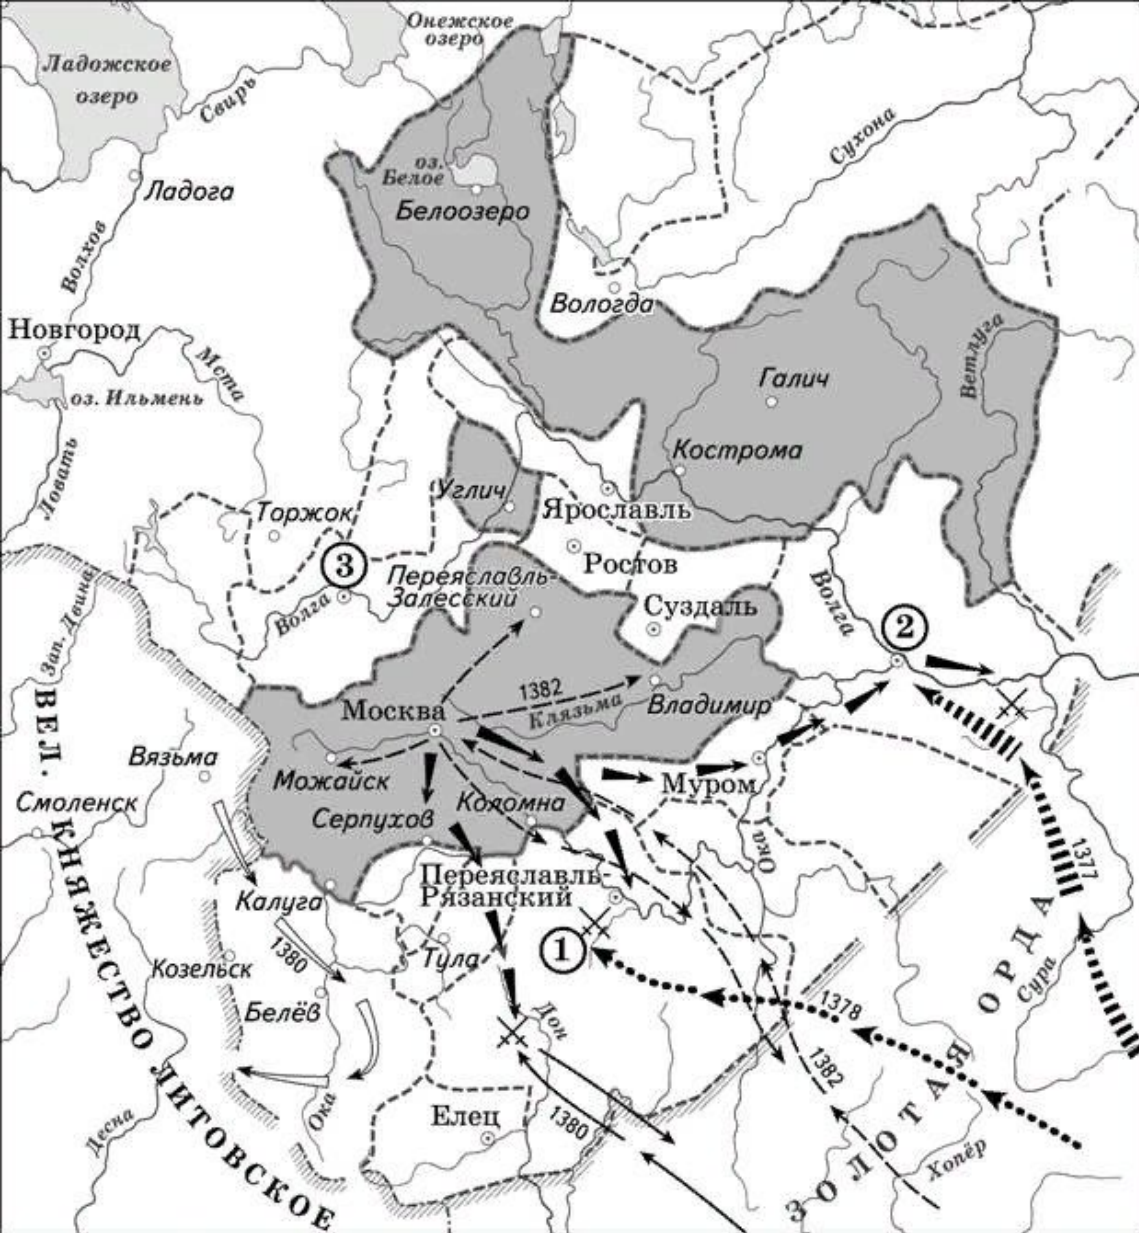 Онежское
озеро
Ладожское
озеро
Свирь
Сухона
оз.
Белое
Ладога
Белоозеро
Волхов
Вологда
Новгород
Ветлуга
Мста
оз. Ильмень
Галич
Ловать
Кострома
Углич
Торжок
Ярославль
3
Ростов
Переяславль-
Залесский
Волга
Волга
Суздаль
Зап. Двина
2
1382
Москва
Клязьма
Владимир
Вязьма
Можайск
Муром
Смоленск
Серпухов
Коломна
Ока
1377
Переяславль-
Рязанский
Калуга
1
1380
Тула
Козельск
Сура
Белёв
Дон
1378
1382
Ока
Елец
1380
Десна
Хопёр
ВЕЛ. КНЯЖЕСТВО ЛИТОВСКОЕ
ЗОЛОТАЯ ОРДА